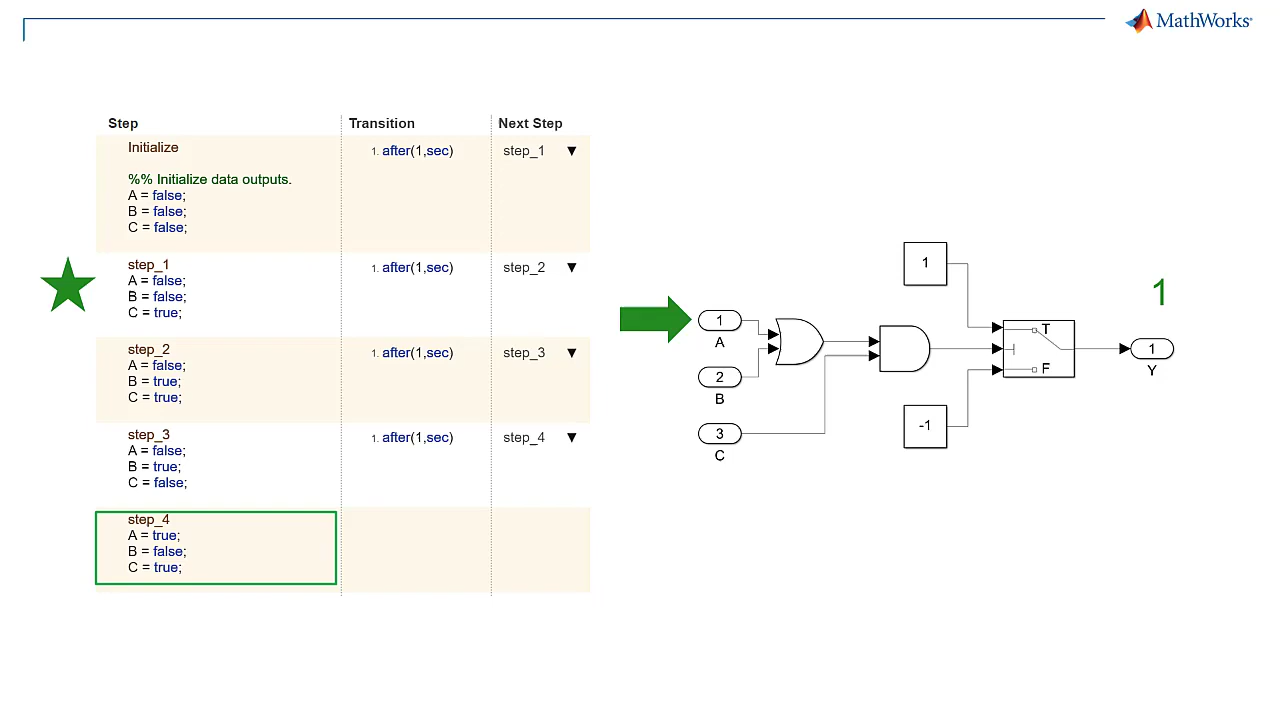 MathWorks
Step Transition Next Step
Initialize 1. after(1,sec) step_1 ▼
%% Initialize data outputs.
A = false;
B = false;
C = false;
step_1 1. after(1,sec) step_2 ▼
A = false;
B = false;
C = true;
step_2 1. after(1,sec) step_3 ▼
A = false;
B = true;
C = true;
step_3 1. after(1,sec) step_4 ▼
A = false;
B = true;
C = false;
step_4
A = true;
B = false;
C = true;
1
1
1
A
2
B
3
C
T
F
-1
1
Y